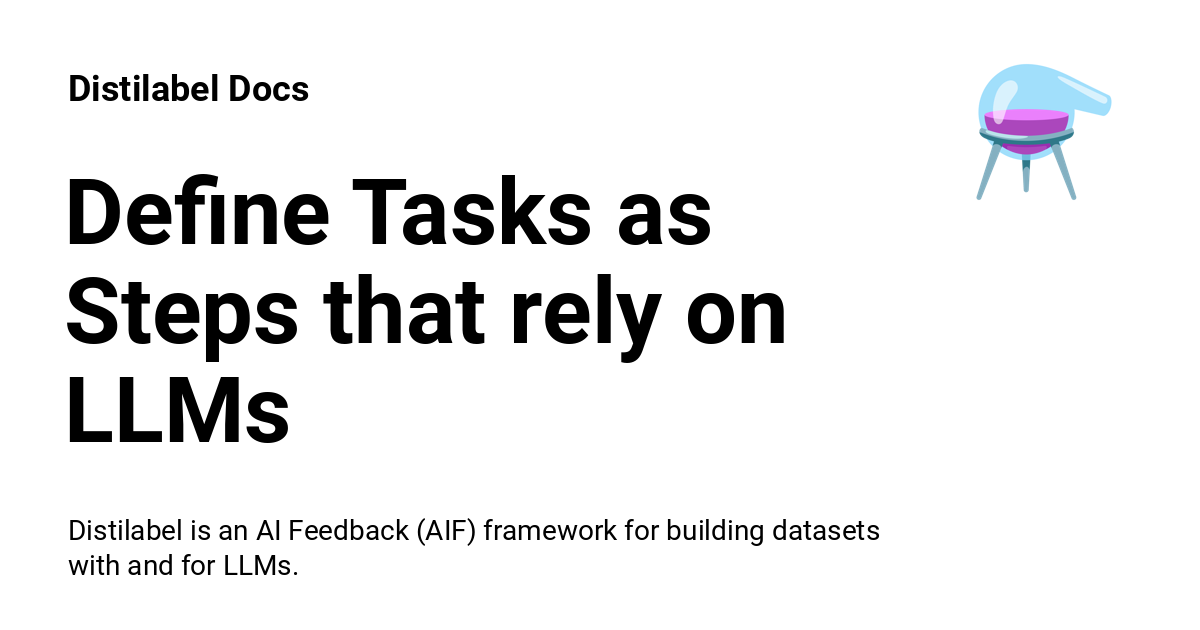 Distilabel Docs
Define Tasks as
Steps that rely on
LLMs
Distilabel is an AI Feedback (AIF) framework for building datasets
with and for LLMs.